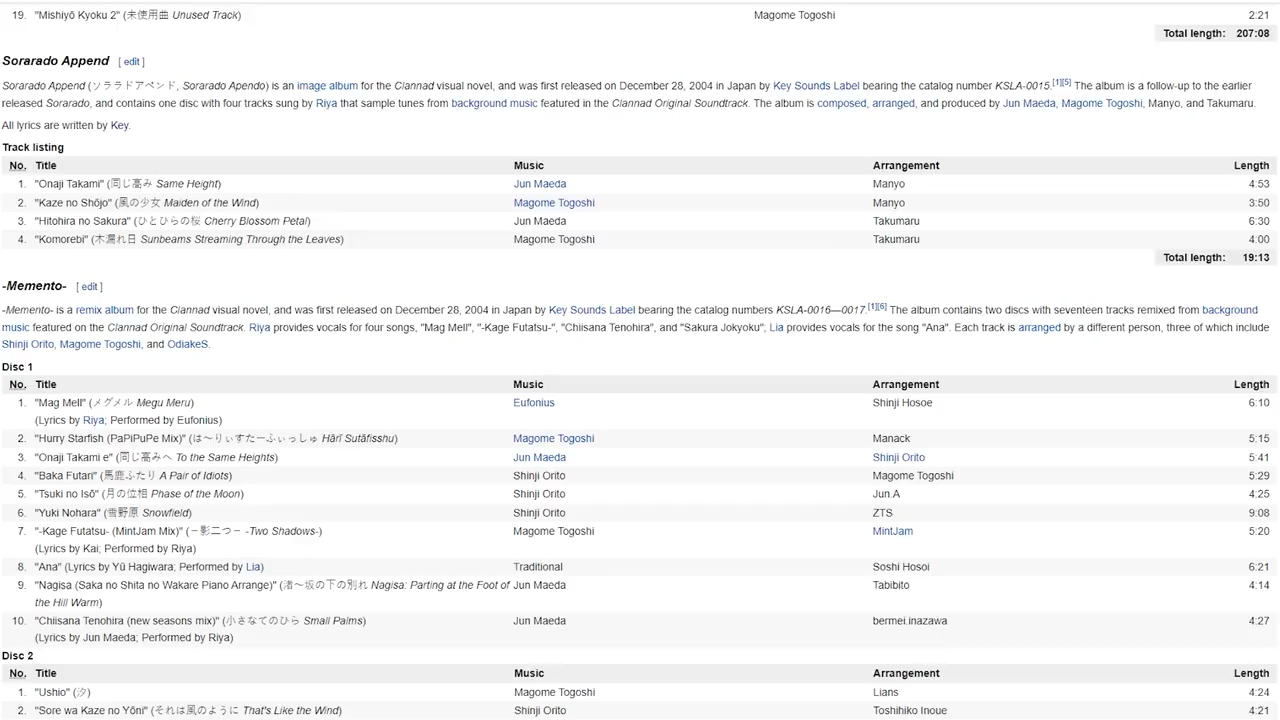 19. "Mishiyō Kyoku 2" (未使用曲 Unused Track) Magome Togoshi 2:21
Total length: 207:08
Sorarado Append [ edit ]
Sorarado Append (ソララドアペンド, Sorarado Apendo) is an image album for the Clannad visual novel, and was first released on December 28, 2004 in Japan by Key Sounds Label bearing the catalog number KSLA-0015.[1][5] The album is a follow-up to the earlier
released Sorarado, and contains one disc with four tracks sung by Riya that sample tunes from background music featured in the Clannad Original Soundtrack. The album is composed, arranged, and produced by Jun Maeda, Magome Togoshi, Manyo, and Takumaru.
All lyrics are written by Key.
Track listing
No. Title Music Arrangement Length
1. "Onaji Takami" (同じ高み Same Height) Jun Maeda Manyo 4:53
2. "Kaze no Shōjo" (風の少女 Maiden of the Wind) Magome Togoshi Manyo 3:50
3. "Hitohira no Sakura" (ひとひらの桜 Cherry Blossom Petal) Jun Maeda Takumaru 6:30
4. "Komorebi" (木漏れ日 Sunbeams Streaming Through the Leaves) Magome Togoshi Takumaru 4:00
Total length: 19:13
-Memento- [ edit ]
-Memento- is a remix album for the Clannad visual novel, and was first released on December 28, 2004 in Japan by Key Sounds Label bearing the catalog numbers KSLA-0016—0017.[1][6] The album contains two discs with seventeen tracks remixed from background
music featured on the Clannad Original Soundtrack. Riya provides vocals for four songs, "Mag Mell", "-Kage Futatsu-", "Chiisana Tenohira", and "Sakura Jokyoku"; Lia provides vocals for the song "Ana". Each track is arranged by a different person, three of which include
Shinji Orito, Magome Togoshi, and OdiakeS.
Disc 1
No. Title Music Arrangement Length
1. "Mag Mell" (メグメル Megu Meru) Eufonius Shinji Hosoe 6:10
(Lyrics by Riya; Performed by Eufonius)
2. "Hurry Starfish (PaPiPuPe Mix)" (は〜りぃすたーふぃっしゅ Hārī Sutāfisshu) Magome Togoshi Manack 5:15
3. "Onaji Takami e" (同じ高みへ To the Same Heights) Jun Maeda Shinji Orito 5:41
4. "Baka Futari" (馬鹿ふたり A Pair of Idiots) Shinji Orito Magome Togoshi 5:29
5. "Tsuki no Isō" (月の位相 Phase of the Moon) Shinji Orito Jun.A 4:25
6. "Yuki Nohara" (雪野原 Snowfield) Shinji Orito ZTS 9:08
7. "-Kage Futatsu- (MintJam Mix)" (－影二つ－ -Two Shadows-) Magome Togoshi MintJam 5:20
(Lyrics by Kai; Performed by Riya)
8. "Ana" (Lyrics by Yū Hagiwara; Performed by Lia) Traditional Soshi Hosoi 6:21
9. "Nagisa (Saka no Shita no Wakare Piano Arrange)" (渚〜坂の下の別れ Nagisa: Parting at the Foot of Jun Maeda Tabibito 4:14
the Hill Warm)
10. "Chiisana Tenohira (new seasons mix)" (小さなてのひら Small Palms) Jun Maeda bermei.inazawa 4:27
(Lyrics by Jun Maeda; Performed by Riya)
Disc 2
No. Title Music Arrangement Length
1. "Ushio" (汐) Magome Togoshi Lians 4:24
2. "Sore wa Kaze no Yōni" (それは風のように That's Like the Wind) Shinji Orito Toshihiko Inoue 4:21